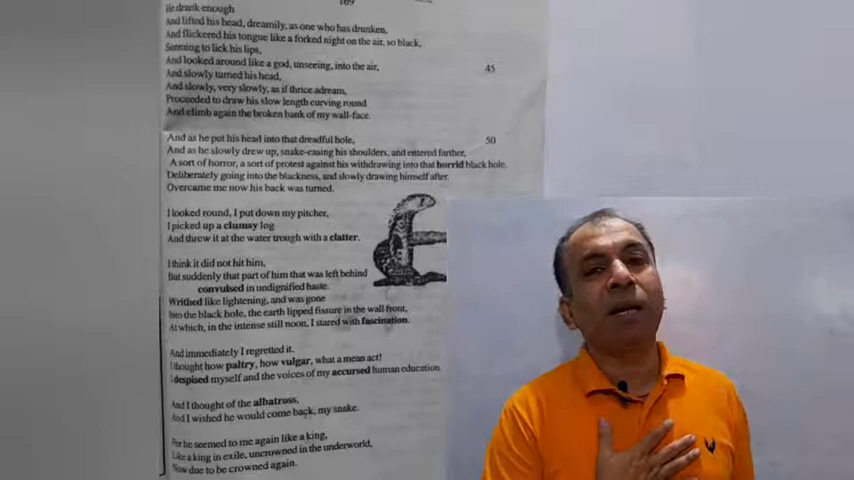 169
He drank enough
And lifted his head, dreamily, as one who has drunken,
And flickered his tongue like a forked night on the air, so black,
Seeming to lick his lips,
And looked around like a god, unseeing, into the air,
45
And slowly turned his head,
And slowly, very slowly, as if thrice adream,
Proceeded to draw his slow length curving round
And climb again the broken bank of my wall-face.
And as he put his head into that dreadful hole,
50
And as he slowly drew up, snake-easing his shoulders, and entered farther,
A sort of horror, a sort of protest against his withdrawing into that horrid black hole,
Deliberately going into the blackness, and slowly drawing himself after,
Overcame me now his back was turned.
I looked round, I put down my pitcher,
I picked up a clumsy log
And threw it at the water trough with a clatter.
I think it did not hit him,
But suddenly that part of him that was left behind
convulsed in undignified haste.
Writhed like lightening, and was gone
Into the black hole, the earth lipped fissure in the wall front,
At which, in the intense still noon, I stared with fascination.
And immediately I regretted it.
I thought how paltry, how vulgar, what a mean act!
I despised myself and the voices of my accursed human education.
And I thought of the albatross,
And I wished he would come back, my snake.
For he seemed to me again like a king,
Like a king in exile, uncrowned in the underworld,
Now due to be crowned again.